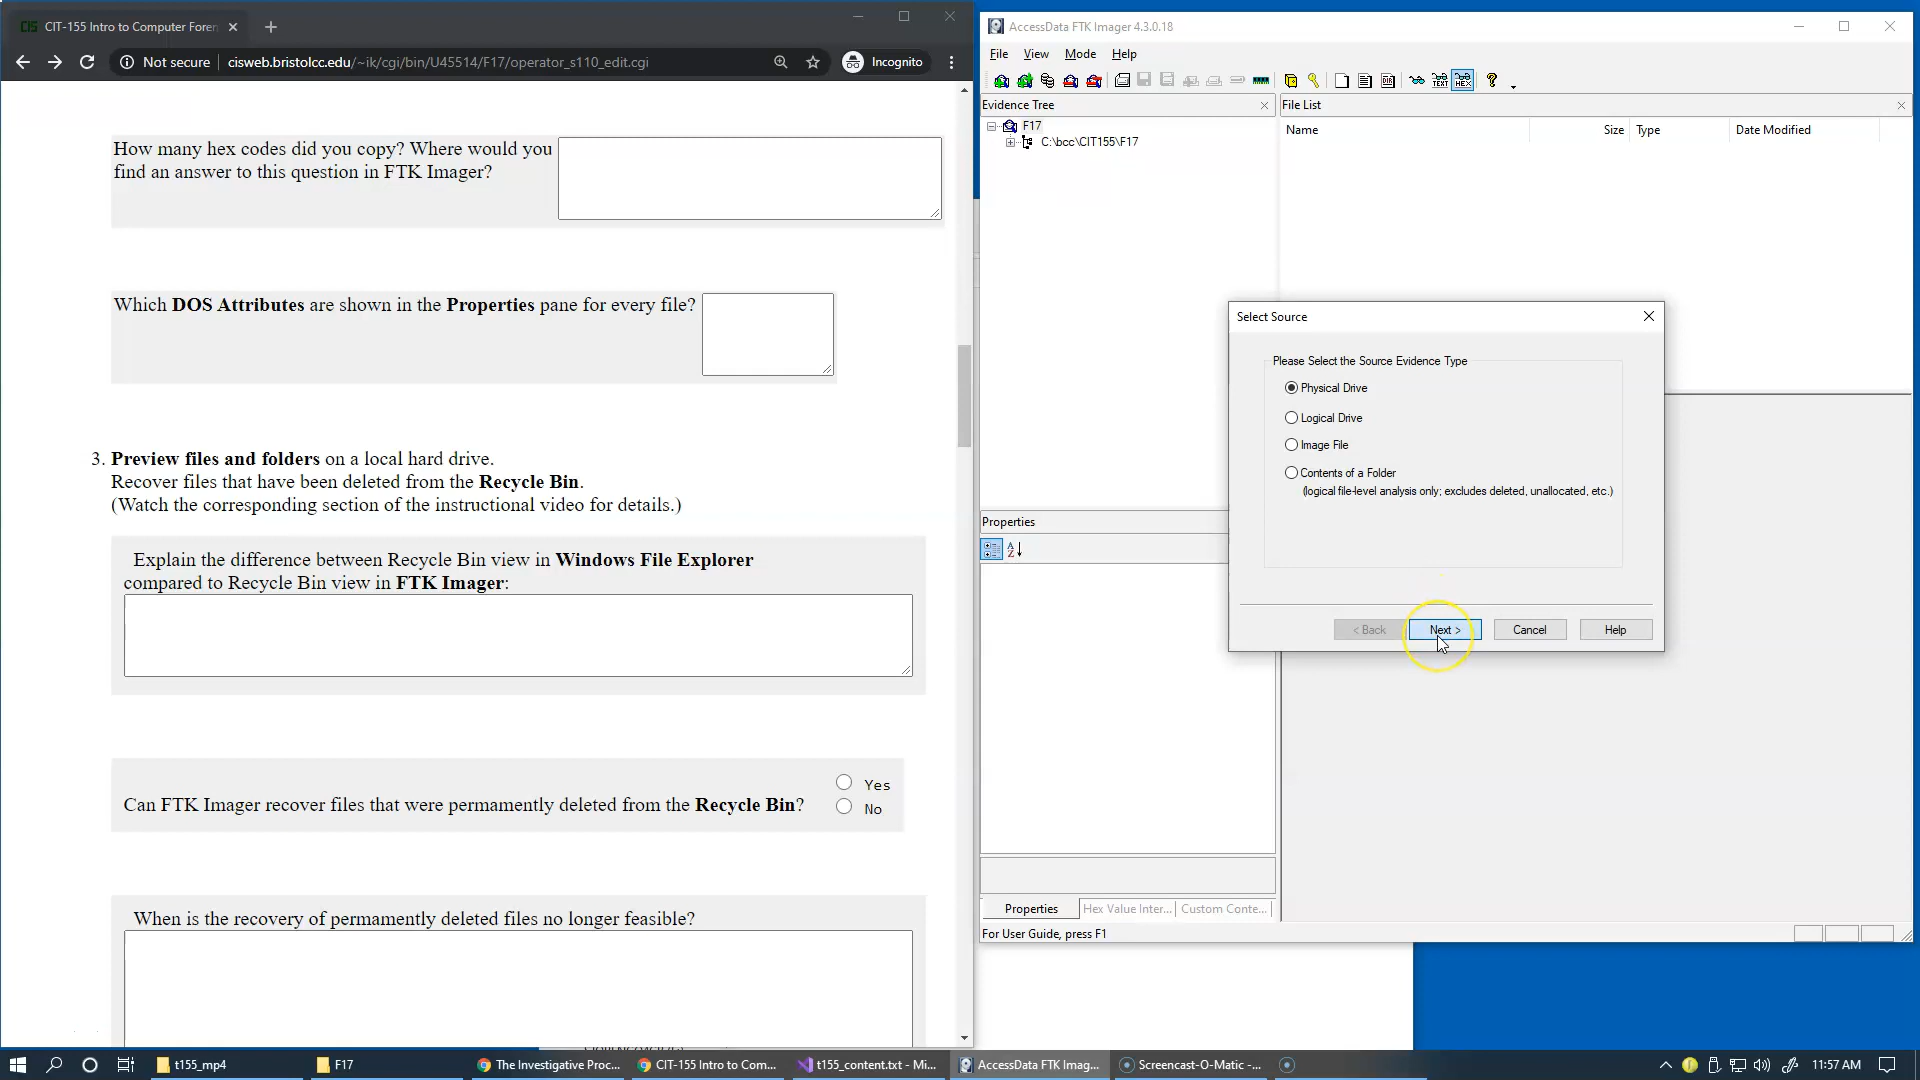 CIS CIT-155 Intro to Computer Foren
Not secure cisweb.bristolcc.edu/~ik/cgi/bin/U45514/F17/operator_s110_edit.cgi Incognito
How many hex codes did you copy? Where would you
find an answer to this question in FTK Imager?
Which DOS Attributes are shown in the Properties pane for every file?
3. Preview files and folders on a local hard drive.
Recover files that have been deleted from the Recycle Bin.
(Watch the corresponding section of the instructional video for details.)
Explain the difference between Recycle Bin view in Windows File Explorer
compared to Recycle Bin view in FTK Imager:
Yes
Can FTK Imager recover files that were permamently deleted from the Recycle Bin?
No
When is the recovery of permamently deleted files no longer feasible?
AccessData FTK Imager 4.3.0.18
File View Mode Help
TEXT HEX
Evidence Tree
File List
F17
C:\bcc\CIT155\F17
Name Size Type Date Modified
Select Source
Please Select the Source Evidence Type
Physical Drive
Logical Drive
Image File
Contents of a Folder
(logical file-level analysis only; excludes deleted, unallocated, etc.)
< Back Next > Cancel Help
Properties
Properties Hex Value Inter... Custom Conte...
For User Guide, press F1
t155_mp4 F17 The Investigative Proc... CIT-155 Intro to Com... t155_content.txt - Mi... AccessData FTK Imag... Screencast-O-Matic -... 11:57 AM